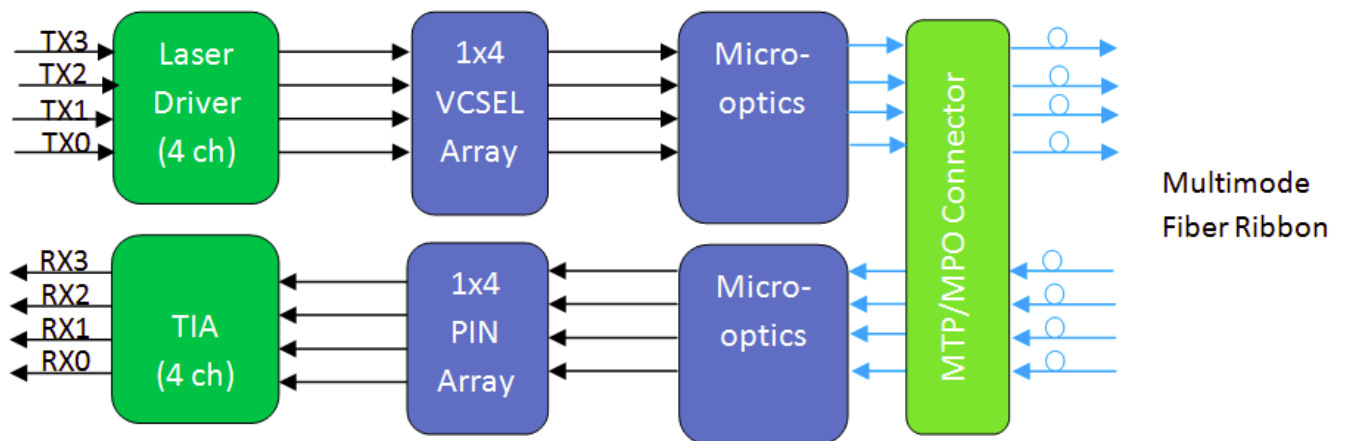 TX3
TX2
TX1
TX0
Laser
Driver
(4 ch)
1x4
VCSEL
Array
Micro-
optics
MTP/MPO Connector
Multimode
Fiber Ribbon
RX3
RX2
RX1
RX0
TIA
(4 ch)
1x4
PIN
Array
Micro-
optics